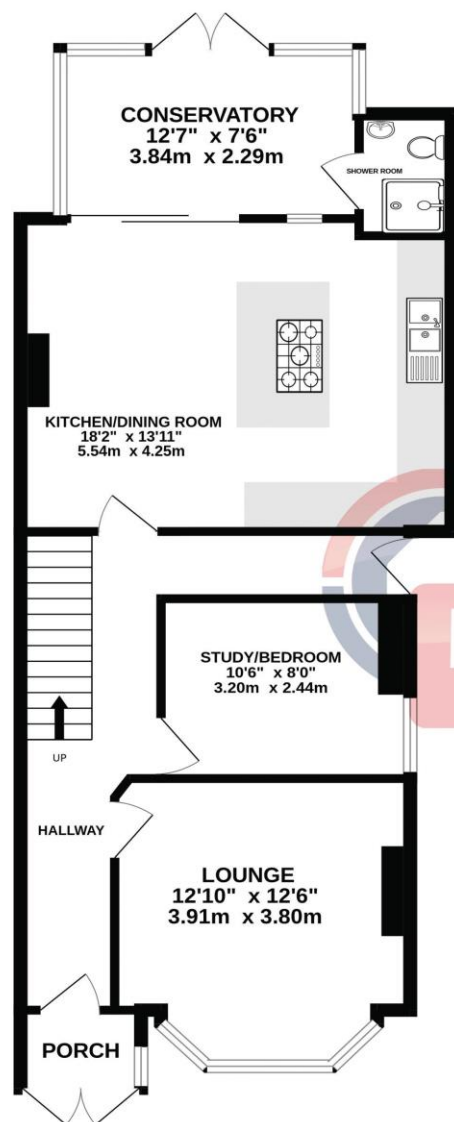 CONSERVATORY
12'7" x 7'6"
3.84m x 2.29m
SHOWER ROOM
KITCHEN/DINING ROOM
18'2" x 13'11"
5.54m x 4.25m
STUDY/BEDROOM
10'6" x 8'0"
3.20m x 2.44m
UP
HALLWAY
LOUNGE
12'10" x 12'6"
3.91m x 3.80m
PORCH